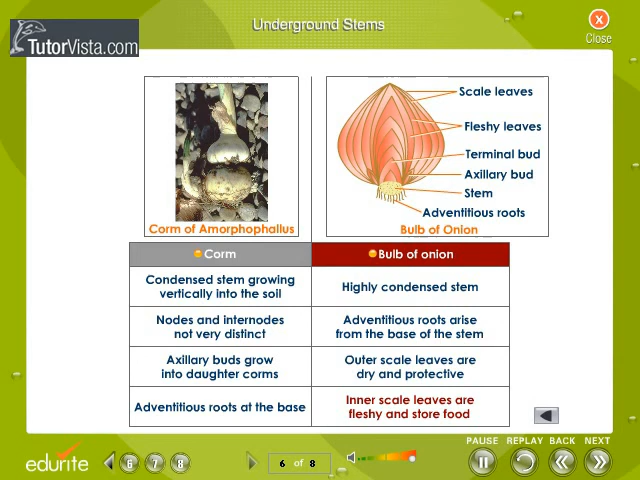 Underground Stems
TutorVista.com
Close
Scale leaves
Fleshy leaves
Terminal bud
Axillary bud
Stem
Adventitious roots
Corm of Amorphophallus
Bulb of Onion
Corm
Bulb of onion
Condensed stem growing
vertically into the soil
Highly condensed stem
Nodes and internodes
not very distinct
Adventitious roots arise
from the base of the stem
Axillary buds grow
into daughter corms
Outer scale leaves are
dry and protective
Adventitious roots at the base
Inner scale leaves are
fleshy and store food
PAUSE REPLAY BACK NEXT
edurite
6 7 8
6 of 8